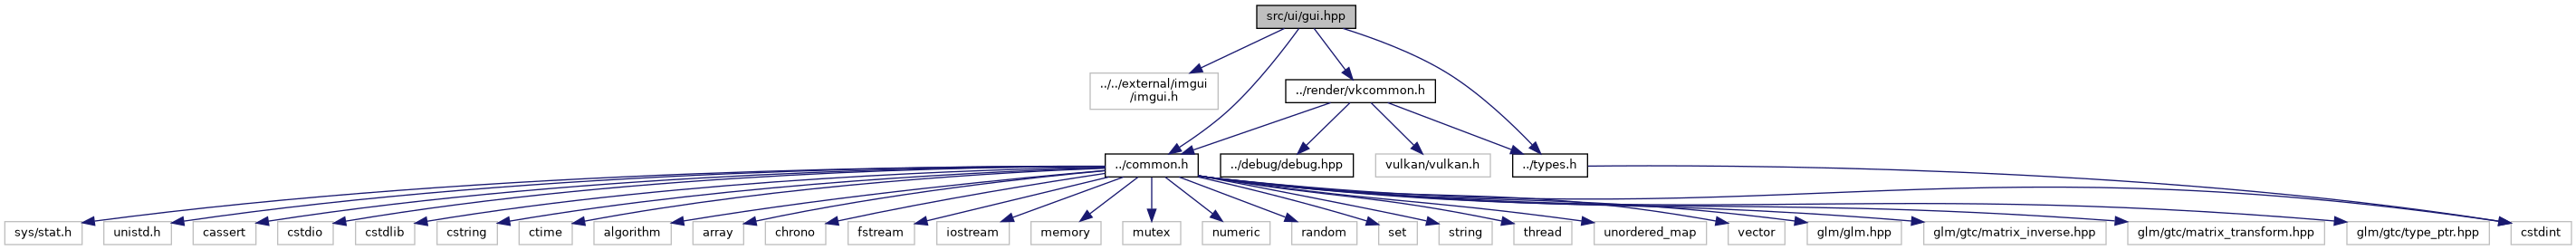 src/ui/gui.hpp
../../external/imgui
/imgui.h
../render/vkcommon.h
../common.h
../debug/debug.hpp
vulkan/vulkan.h
../types.h
sys/stat.h
unistd.h
cassert
cstdio
cstdlib
cstring
ctime
algorithm
array
chrono
fstream
iostream
memory
mutex
numeric
random
set
string
thread
unordered_map
vector
glm/glm.hpp
glm/gtc/matrix_inverse.hpp
glm/gtc/matrix_transform.hpp
glm/gtc/type_ptr.hpp
cstdint